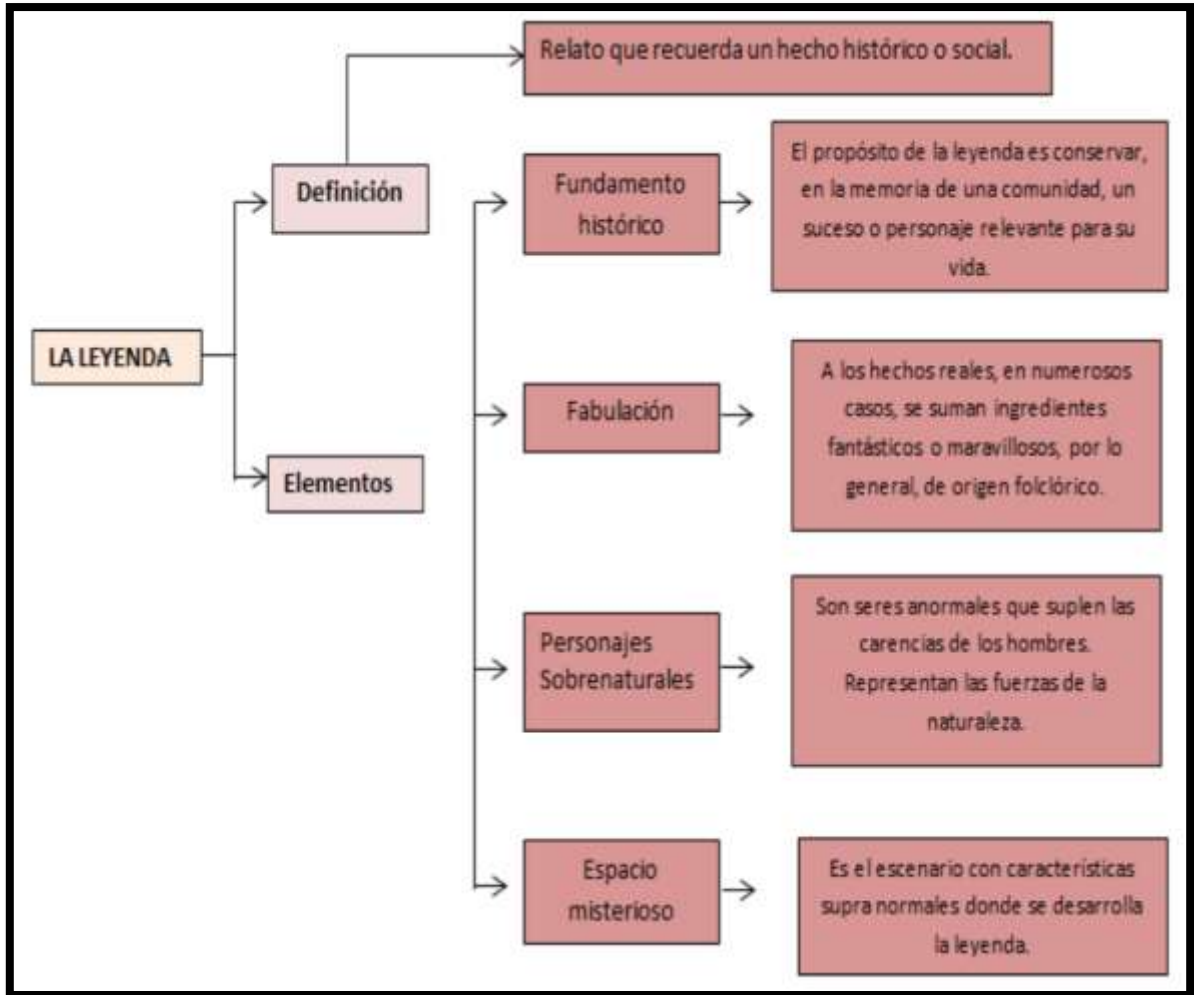 Relato que recuerda un hecho histórico o social.
LA LEYENDA
Definición
Elementos
Fundamento
histórico
El propósito de la leyenda es conservar,
en la memoria de una comunidad, un
suceso o personaje relevante para su
vida.
Fabulación
A los hechos reales, en numerosos
casos, se suman ingredientes
fantásticos o maravillosos, por lo
general, de origen folclórico.
Personajes
Sobrenaturales
Son seres anormales que suplen las
carencias de los hombres.
Representan las fuerzas de la
naturaleza.
Espacio
misterioso
Es el escenario con características
supra normales donde se desarrolla
la leyenda.